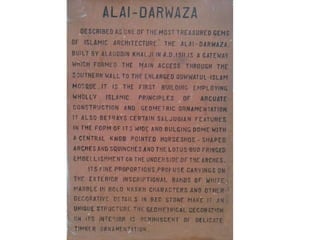 ALAI-DARWAZA
DESCRIBED AS ONE OF THE MOST TREASURED GEMS
OF ISLAMIC ARCHITECTURE, THE ALAI-DARWAZA
BUILT BY ALAUDDIN KHALJI IN A.D. 1311 IS A GATEWAY
WHICH FORMED THE MAIN ACCESS THROUGH THE
SOUTHERN WALL TO THE ENLARGED QUWWATUL-ISLAM
MOSQUE. IT IS THE FIRST BUILDING EMPLOYING
WHOLLY ISLAMIC PRINCIPLES OF ARCUATE
CONSTRUCTION AND GEOMETRIC ORNAMENTATION.
IT ALSO BETRAYS CERTAIN SALJUQIAN FEATURES
IN THE FORM OF ITS WIDE AND BULGING DOME WITH
A CENTRAL KNOB POINTED HORSESHOE-SHAPED
ARCHES AND SQUINCHES, AND THE LOTUS BUD FRINGED
EMBELLISHMENT ON THE UNDERSIDE OF THE ARCHES.
ITS FINE PROPORTIONS, PROFUSE CARVINGS ON
THE EXTERIOR INSCRIPTIONAL BANDS OF WHITE
MARBLE IN BOLD NASKH CHARACTERS AND OTHER
DECORATIVE DETAILS IN RED STONE MAKE IT AN
UNIQUE STRUCTURE. THE GEOMETRICAL DECORATION
ON ITS INTERIOR IS REMINISCENT OF DELICATE
TIMBER ORNAMENTATION.